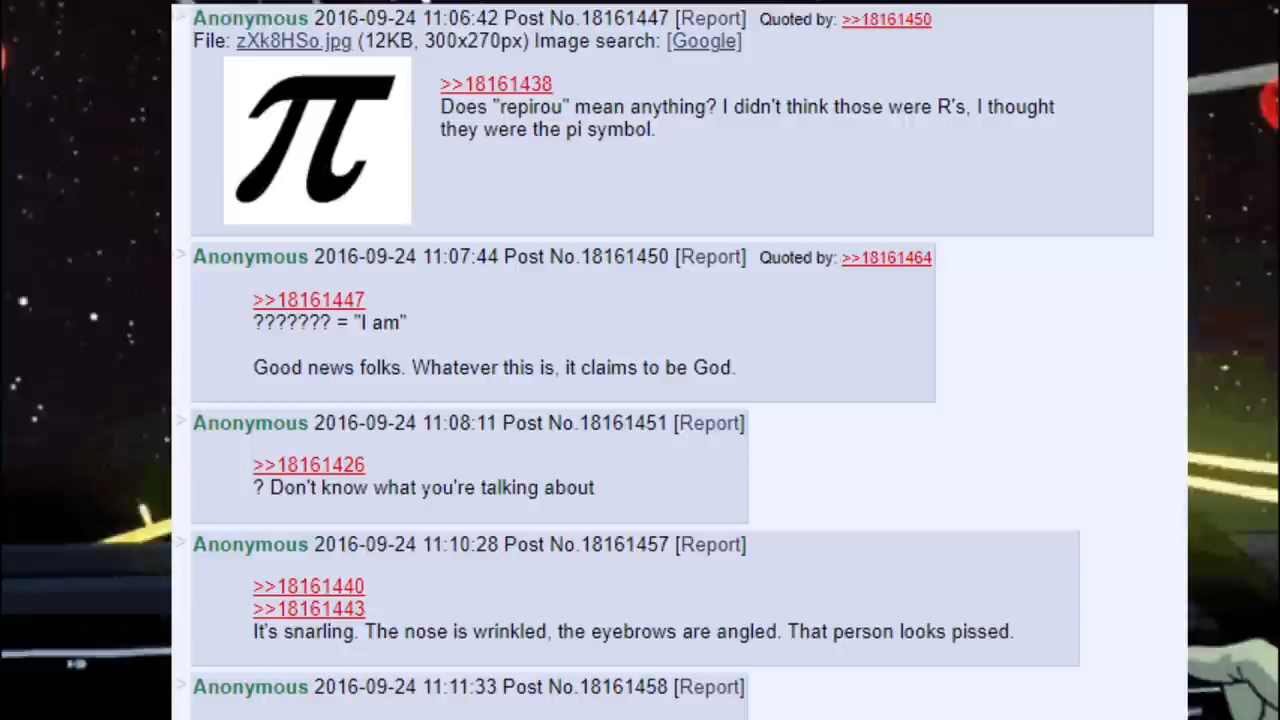 Anonymous 2016-09-24 11:06:42 Post No.18161447 [Report] Quoted by: >>18161450
File: zXk8HSo.jpg (12KB, 300x270px) Image search: [Google]
π
>>18161438
Does "repirou" mean anything? I didn't think those were R's, I thought
they were the pi symbol.
> Anonymous 2016-09-24 11:07:44 Post No.18161450 [Report] Quoted by: >>18161464
>>18161447
??????? = "I am"
Good news folks. Whatever this is, it claims to be God.
> Anonymous 2016-09-24 11:08:11 Post No.18161451 [Report]
>>18161426
? Don't know what you're talking about
> Anonymous 2016-09-24 11:10:28 Post No.18161457 [Report]
>>18161440
>>18161443
It's snarling. The nose is wrinkled, the eyebrows are angled. That person looks pissed.
> Anonymous 2016-09-24 11:11:33 Post No.18161458 [Report]